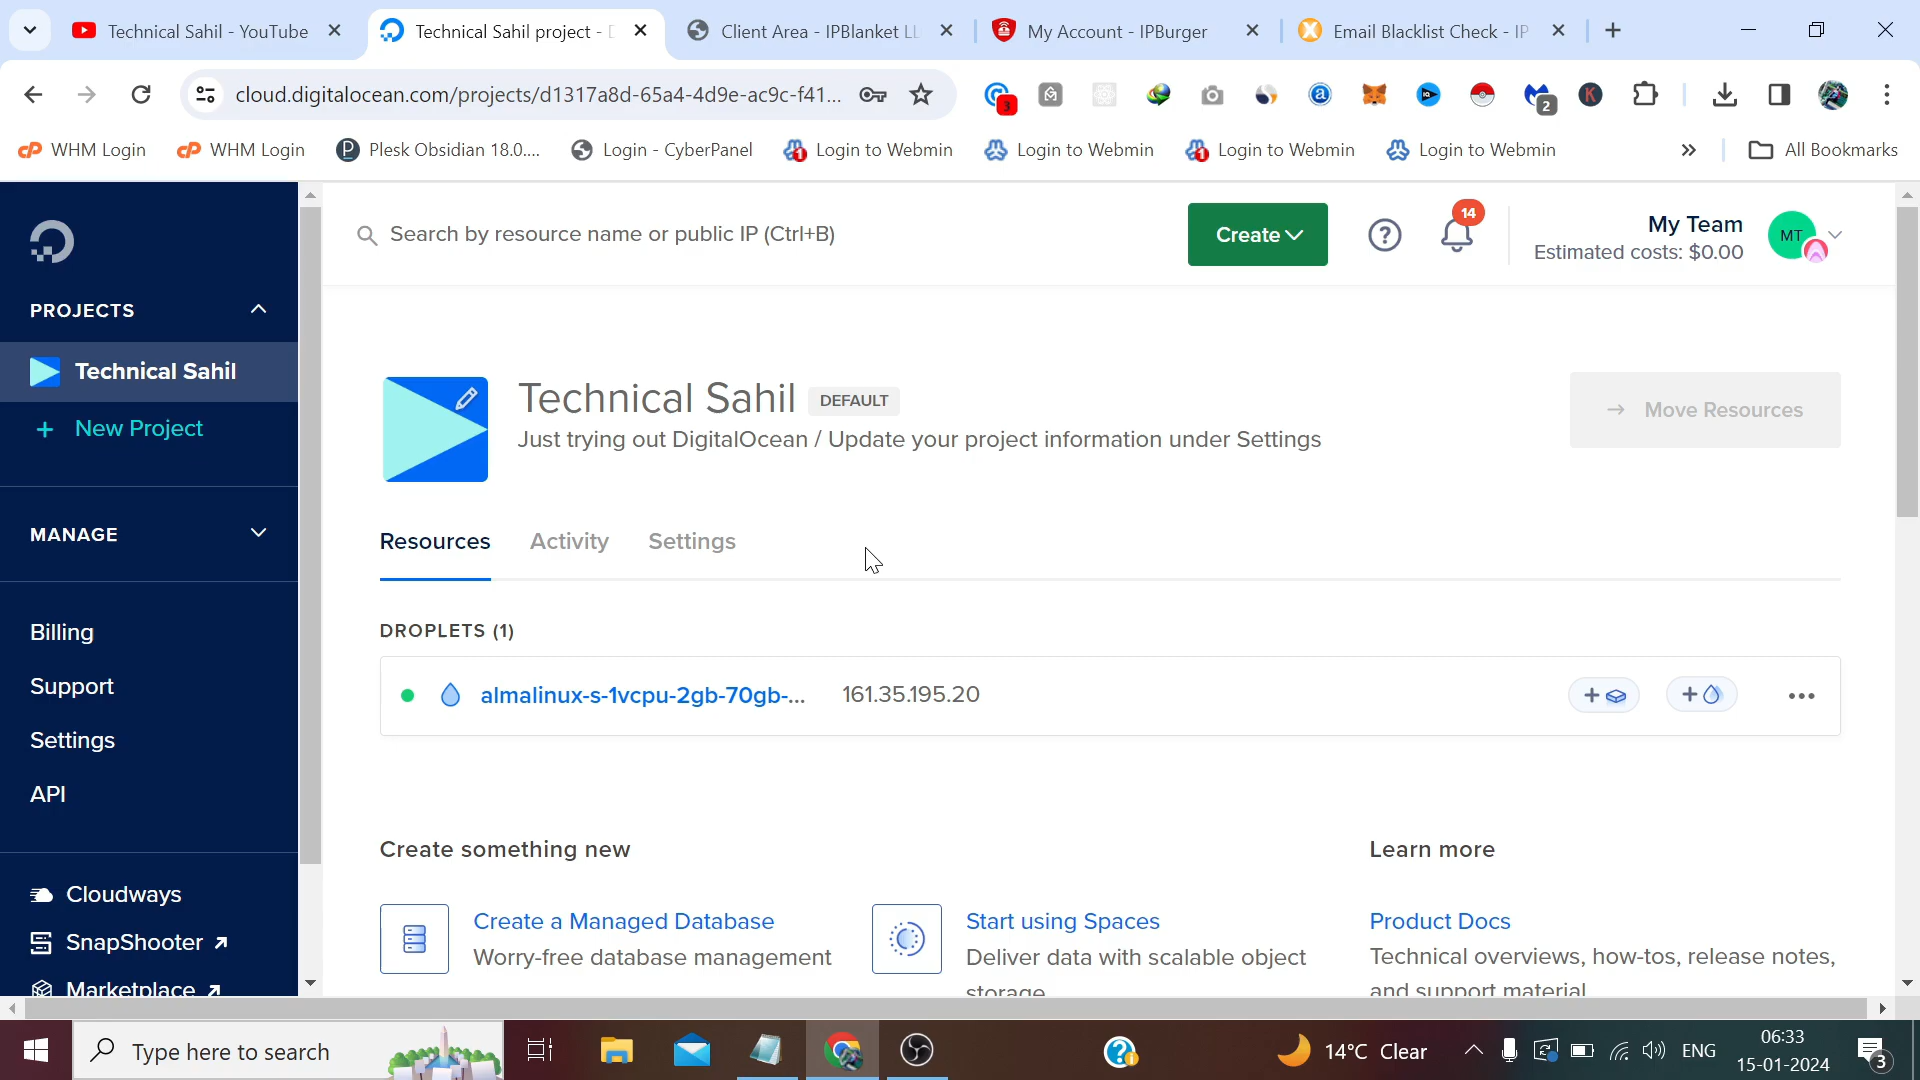 Technical Sahil - YouTube
Technical Sahil project -
Client Area - IPBlanket LL
My Account - IPBurger
Email Blacklist Check - IP
cloud.digitalocean.com/projects/d1317a8d-65a4-4d9e-ac9c-f41...
3
2
WHM Login
WHM Login
Plesk Obsidian 18.0....
Login - CyberPanel
Login to Webmin
Login to Webmin
Login to Webmin
Login to Webmin
All Bookmarks
Search by resource name or public IP (Ctrl+B)
Create
14
My Team
Estimated costs: $0.00
MT
PROJECTS
Technical Sahil
+ New Project
MANAGE
Billing
Support
Settings
API
Cloudways
SnapShooter
Marketplace
Technical Sahil DEFAULT
Just trying out DigitalOcean / Update your project information under Settings
Move Resources
Resources
Activity
Settings
DROPLETS (1)
almalinux-s-1vcpu-2gb-70gb-...
161.35.195.20
Create something new
Learn more
Create a Managed Database
Worry-free database management
Start using Spaces
Deliver data with scalable object
storage
Product Docs
Technical overviews, how-tos, release notes,
and support material
Type here to search
14°C Clear
ENG
06:33
15-01-2024
3